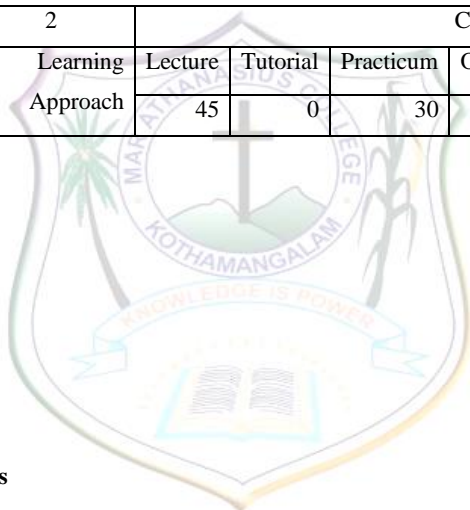 2 C
Learning Approach Lecture Tutorial Practicum
45 0 30
MAR ATHANASIUS COLLEGE
KOTHAMANGALAM
KNOWLEDGE IS POWER
s